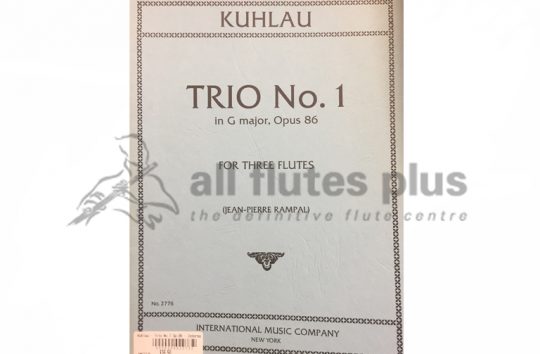 KUHLAU
TRIO No. 1
in G major, Opus 86
FOR THREE FLUTES
all flutes plus
the definitive flute centre
(JEAN-PIERRE RAMPAL)
No. 2776
INTERNATIONAL MUSIC COMPANY
NEW YORK